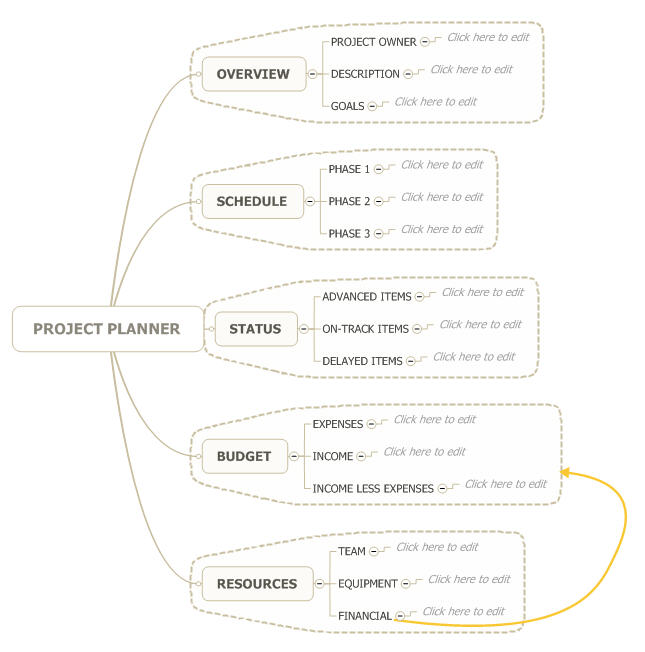 PROJECT PLANNER
OVERVIEW
PROJECT OWNER
Click here to edit
DESCRIPTION
Click here to edit
GOALS
Click here to edit
SCHEDULE
PHASE 1
Click here to edit
PHASE 2
Click here to edit
PHASE 3
Click here to edit
STATUS
ADVANCED ITEMS
Click here to edit
ON-TRACK ITEMS
Click here to edit
DELAYED ITEMS
Click here to edit
BUDGET
EXPENSES
Click here to edit
INCOME
Click here to edit
INCOME LESS EXPENSES
Click here to edit
RESOURCES
TEAM
Click here to edit
EQUIPMENT
Click here to edit
FINANCIAL
Click here to edit